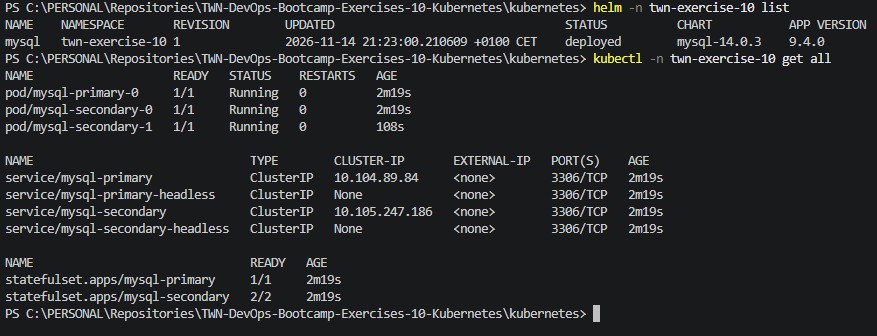 PS C:\PERSONAL\Repositories\TWN-DevOps-Bootcamp-Exercises-10-Kubernetes\kubernetes> helm -n twn-exercise-10 list
NAME NAMESPACE REVISION UPDATED STATUS CHART APP VERSION
mysql twn-exercise-10 1 2026-11-14 21:23:00.210609 +0100 CET deployed mysql-14.0.3 9.4.0
PS C:\PERSONAL\Repositories\TWN-DevOps-Bootcamp-Exercises-10-Kubernetes\kubernetes> kubectl -n twn-exercise-10 get all
NAME READY STATUS RESTARTS AGE
pod/mysql-primary-0 1/1 Running 0 2m19s
pod/mysql-secondary-0 1/1 Running 0 2m19s
pod/mysql-secondary-1 1/1 Running 0 108s
NAME TYPE CLUSTER-IP EXTERNAL-IP PORT(S) AGE
service/mysql-primary ClusterIP 10.104.89.84 <none> 3306/TCP 2m19s
service/mysql-primary-headless ClusterIP None <none> 3306/TCP 2m19s
service/mysql-secondary ClusterIP 10.105.247.186 <none> 3306/TCP 2m19s
service/mysql-secondary-headless ClusterIP None <none> 3306/TCP 2m19s
NAME READY AGE
statefulset.apps/mysql-primary 1/1 2m19s
statefulset.apps/mysql-secondary 2/2 2m19s
PS C:\PERSONAL\Repositories\TWN-DevOps-Bootcamp-Exercises-10-Kubernetes\kubernetes>